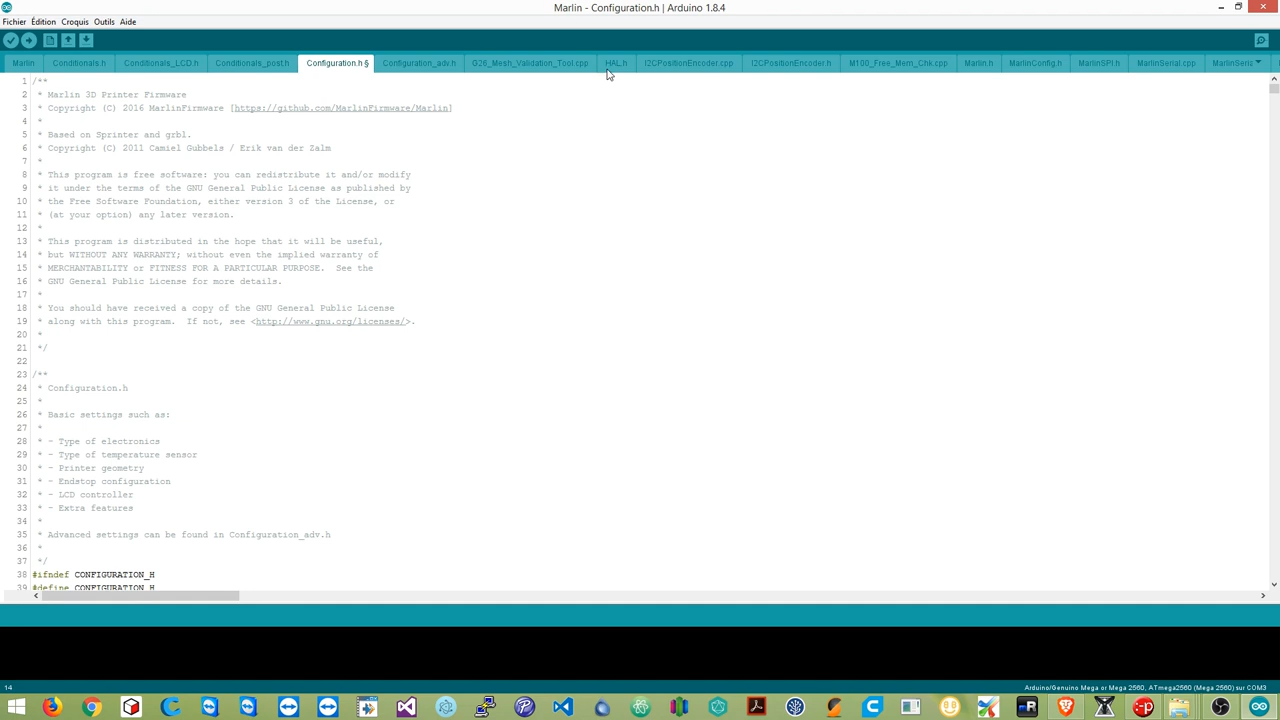 Marlin - Configuration.h | Arduino 1.8.4
Fichier Édition Croquis Outils Aide
Marlin Conditionals.h Conditionals_LCD.h Conditionals_post.h Configuration.h § Configuration_adv.h G26_Mesh_Validation_Tool.cpp HAL.h I2CPositionEncoder.cpp I2CPositionEncoder.h M100_Free_Mem_Chk.cpp Marlin.h MarlinConfig.h MarlinSPI.h MarlinSerial.cpp MarlinSeria
1 /**
2 * Marlin 3D Printer Firmware
3 * Copyright (C) 2016 MarlinFirmware [https://github.com/MarlinFirmware/Marlin]
4 *
5 * Based on Sprinter and grbl.
6 * Copyright (C) 2011 Camiel Gubbels / Erik van der Zalm
7 *
8 * This program is free software: you can redistribute it and/or modify
9 * it under the terms of the GNU General Public License as published by
10 * the Free Software Foundation, either version 3 of the License, or
11 * (at your option) any later version.
12 *
13 * This program is distributed in the hope that it will be useful,
14 * but WITHOUT ANY WARRANTY; without even the implied warranty of
15 * MERCHANTABILITY or FITNESS FOR A PARTICULAR PURPOSE.  See the
16 * GNU General Public License for more details.
17 *
18 * You should have received a copy of the GNU General Public License
19 * along with this program.  If not, see <http://www.gnu.org/licenses/>.
20 *
21 */
22
23 /**
24 * Configuration.h
25 *
26 * Basic settings such as:
27 *
28 * - Type of electronics
29 * - Type of temperature sensor
30 * - Printer geometry
31 * - Endstop configuration
32 * - LCD controller
33 * - Extra features
34 *
35 * Advanced settings can be found in Configuration_adv.h
36 *
37 */
38 #ifndef CONFIGURATION_H
39 #define CONFIGURATION_H
14 Arduino/Genuino Mega or Mega 2560, ATmega2560 (Mega 2560) sur COM3